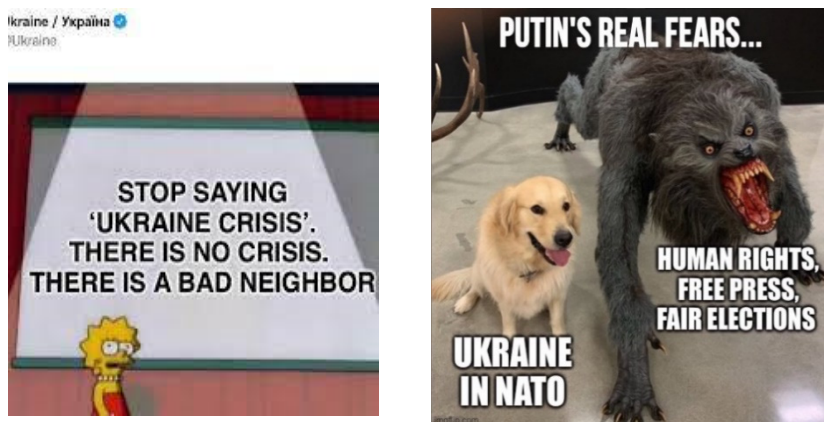 kraine / Україна
Ukraine
STOP SAYING
‘UKRAINE CRISIS’.
THERE IS NO CRISIS.
THERE IS A BAD NEIGHBOR
PUTIN'S REAL FEARS...
HUMAN RIGHTS,
FREE PRESS,
FAIR ELECTIONS
UKRAINE
IN NATO